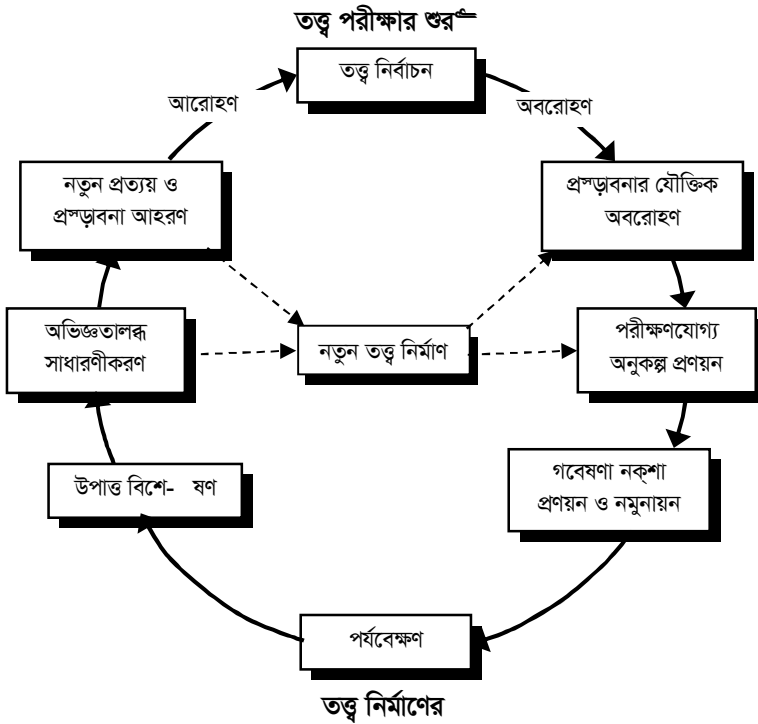 তত্ত্ব পরীক্ষার শুর
তত্ত্ব নির্বাচন
আরোহণ
অবরোহণ
নতুন প্রত্যয় ও
প্রস্ড়াবনা আহরণ
প্রস্ড়াবনার যৌক্তিক
অবরোহণ
অভিজ্ঞতালব্ধ
সাধারণীকরণ
নতুন তত্ত্ব নির্মাণ
পরীক্ষণযোগ্য
অনুকল্প প্রণয়ন
উপাত্ত বিশে- ষণ
গবেষণা নক্‌শা
প্রণয়ন ও নমুনায়ন
পর্যবেক্ষণ
তত্ত্ব নির্মাণের